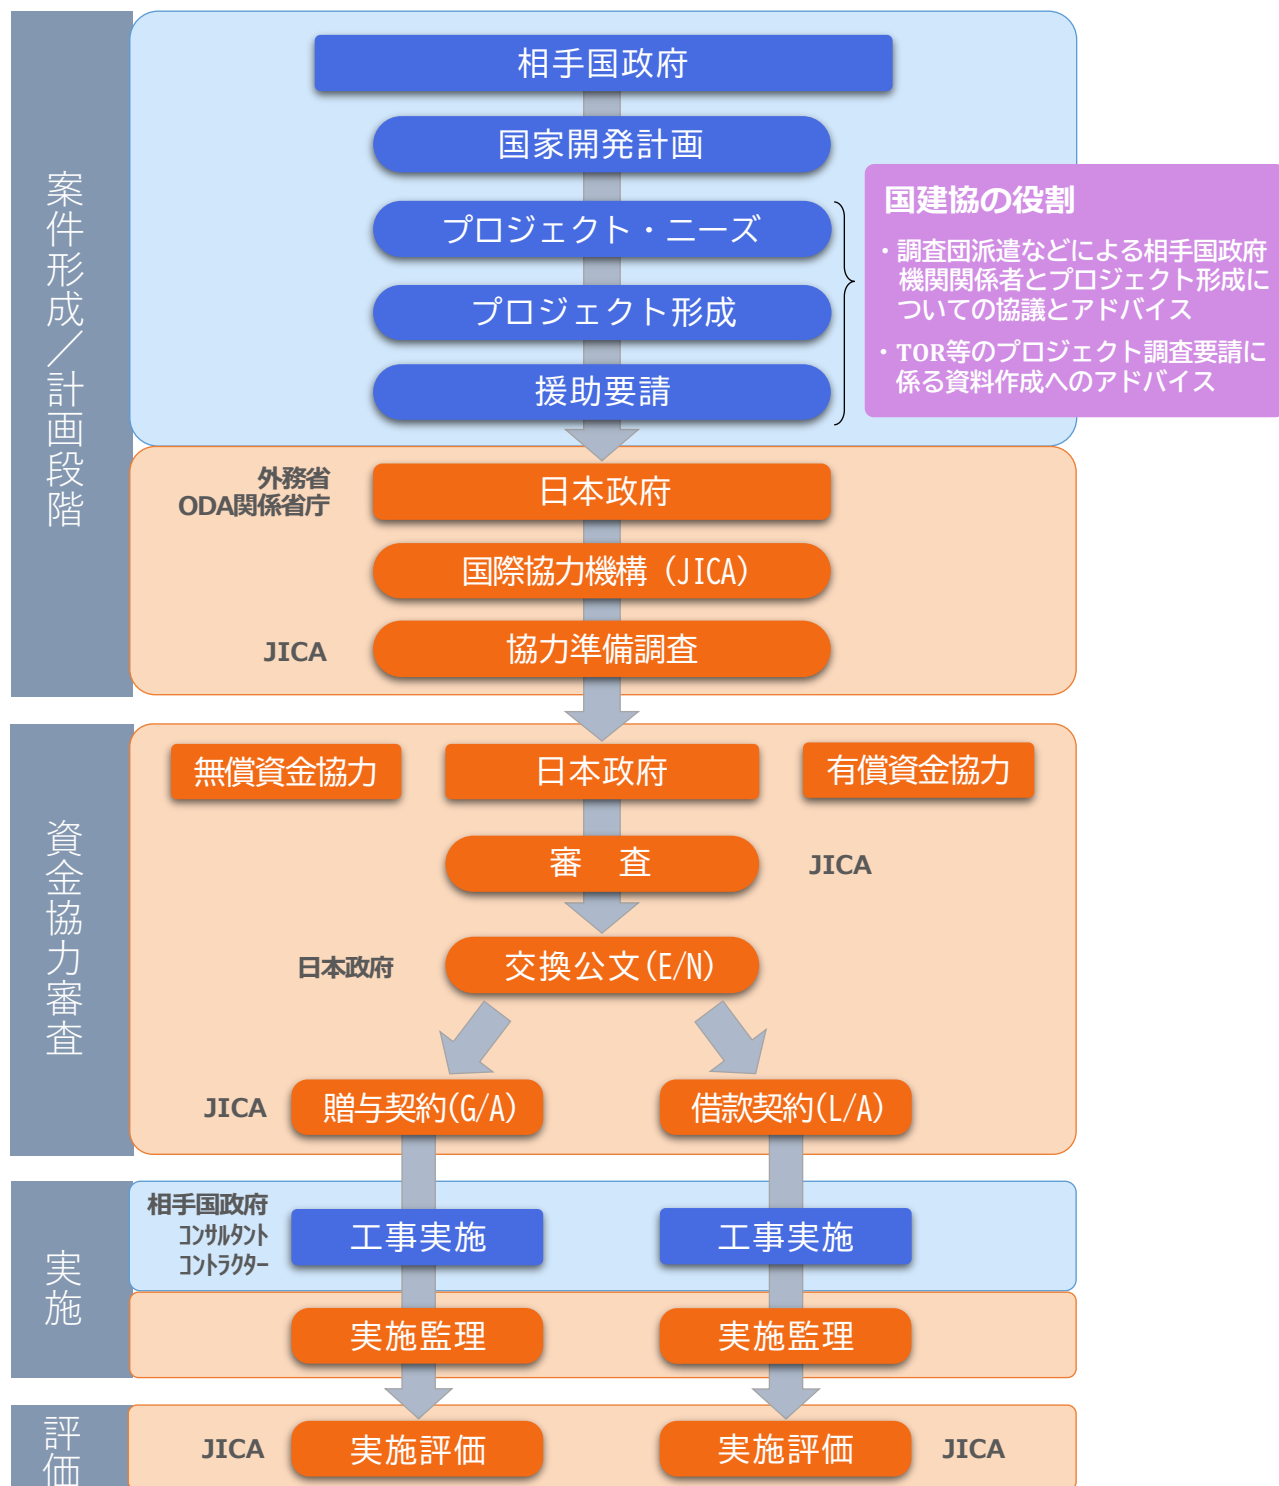 案件形成／計画段階
相手国政府
国家開発計画
プロジェクト・ニーズ
プロジェクト形成
援助要請
国建協の役割
・調査団派遣などによる相手国政府
機関関係者とプロジェクト形成に
ついての協議とアドバイス
・TOR等のプロジェクト調査要請に
係る資料作成へのアドバイス
外務省
ODA関係省庁
日本政府
国際協力機構（JICA）
JICA
協力準備調査
資金協力審査
無償資金協力
日本政府
有償資金協力
審　査
JICA
日本政府
交換公文(E/N)
JICA
贈与契約(G/A)
借款契約(L/A)
実施
相手国政府
ｺﾝｻﾙﾀﾝﾄ
ｺﾝﾄﾗｸﾀｰ
工事実施
工事実施
実施監理
実施監理
評価
JICA
実施評価
実施評価
JICA